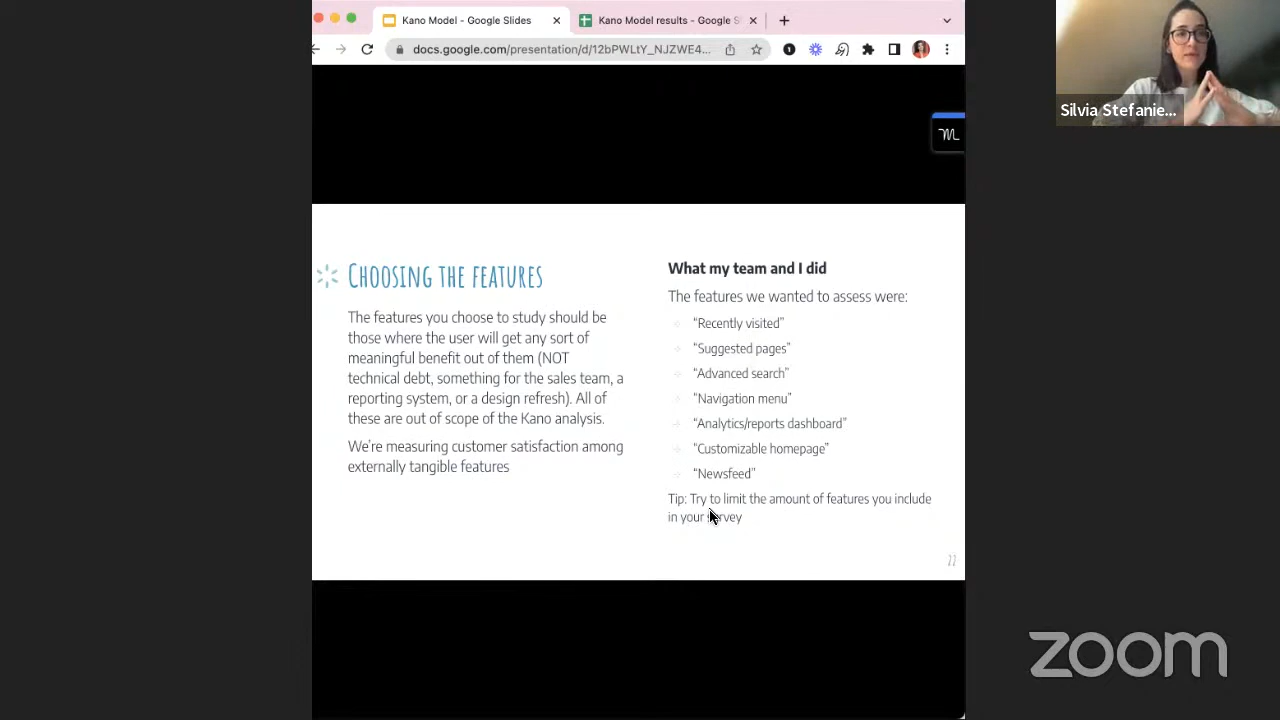 Kano Model - Google Slides
Kano Model results - Google S
docs.google.com/presentation/d/12bPWLtY_NJZWE4...
Silvia Stefanie...
CHOOSING THE FEATURES
The features you choose to study should be
those where the user will get any sort of
meaningful benefit out of them (NOT
technical debt, something for the sales team, a
reporting system, or a design refresh). All of
these are out of scope of the Kano analysis.
We're measuring customer satisfaction among
externally tangible features
What my team and I did
The features we wanted to assess were:
“Recently visited”
“Suggested pages”
“Advanced search”
“Navigation menu”
“Analytics/reports dashboard”
“Customizable homepage”
“Newsfeed”
Tip: Try to limit the amount of features you include
in your survey
zoom